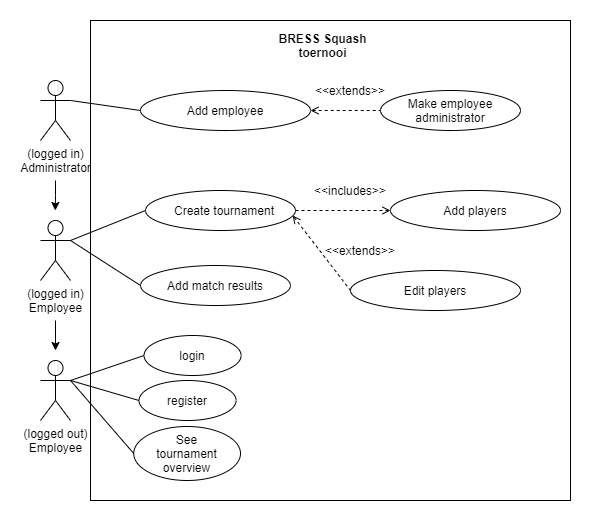 BRESS Squash
toernooi
<<extends>>
Add employee
Make employee
administrator
(logged in)
Administrator
<<includes>>
Create tournament
Add players
<<extends>>
(logged in)
Employee
Add match results
Edit players
login
register
(logged out)
Employee
See
tournament
overview